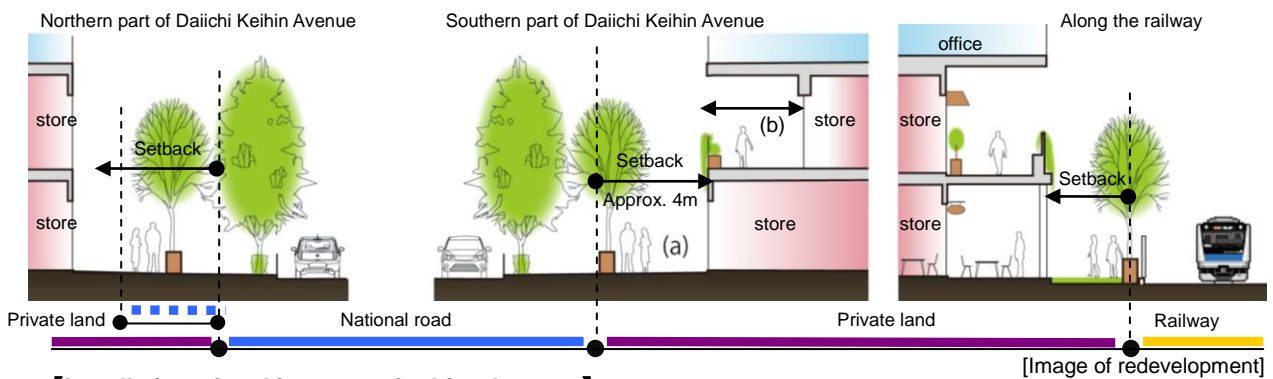 Northern part of Daiichi Keihin Avenue
Southern part of Daiichi Keihin Avenue
Along the railway
store
Setback
store
Setback
Approx. 4m
(a)
(b)
store
store
office
store
Setback
store
Private land
National road
Private land
Railway
[Image of redevelopment]